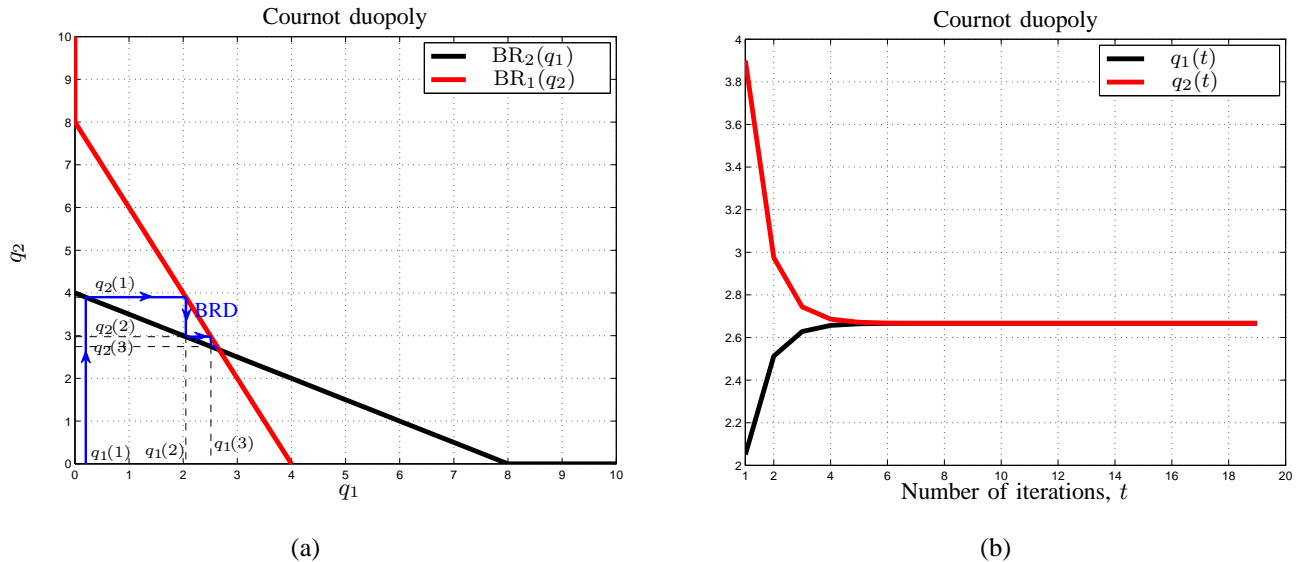 Cournot duopoly
BR2(q1)
BR1(q2)
10
9
8
7
6
5
4
3
2
1
0
q2
q2(1)
BRD
q2(2)
q2(3)
q1(1)
q1(2)
q1(3)
0 1 2 3 4 5 6 7 8 9 10
q1
(a)
Cournot duopoly
q1(t)
q2(t)
4
3.8
3.6
3.4
3.2
3
2.8
2.6
2.4
2.2
2
1 2 4 6 8 10 12 14 16 18 20
Number of iterations, t
(b)